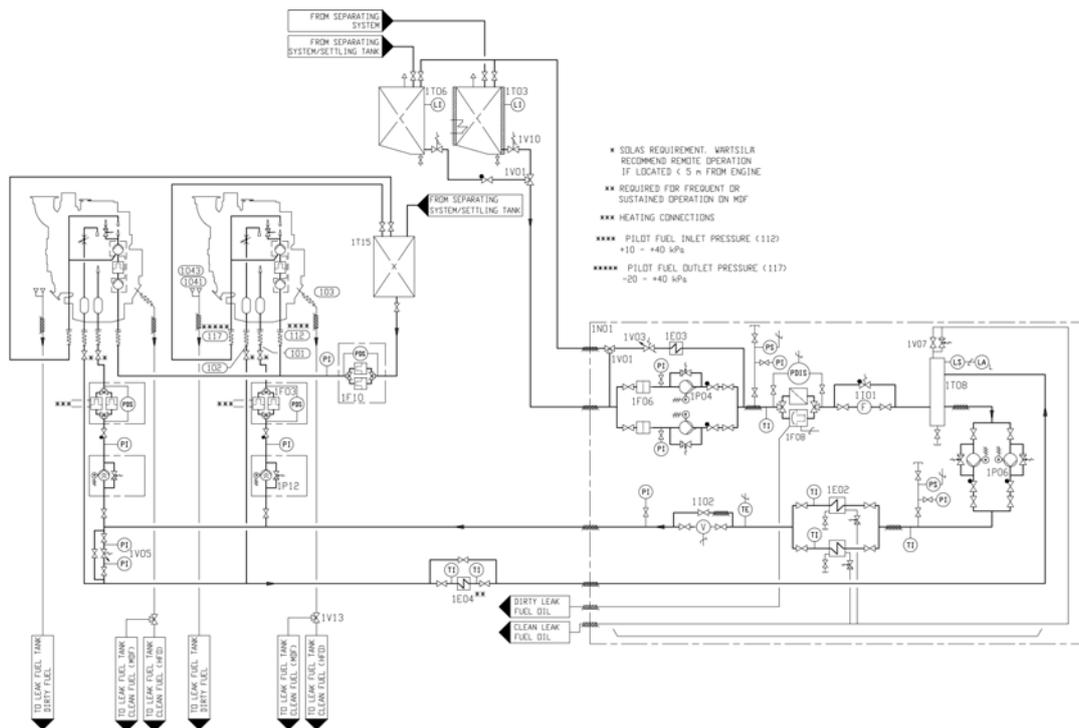 FROM SEPARATING
SYSTEM
FROM SEPARATING
SYSTEM/SETTLING TANK
1T06
1T03
LI
LI
1V10
1V01
* SOLAS REQUIREMENT. WARTSILA
RECOMMEND REMOTE OPERATION
IF LOCATED < 5 m FROM ENGINE
** REQUIRED FOR FREQUENT OR
SUSTAINED OPERATION ON MDF
*** HEATING CONNECTIONS
**** PILOT FUEL INLET PRESSURE (112)
+10 - +40 kPa
***** PILOT FUEL OUTLET PRESSURE (117)
-20 - +40 kPa
FROM SEPARATING
SYSTEM/SETTLING TANK
1T15
X
1043
1041
103
*****
117
****
112
101
102
PI
PDS
1F10
***
PDS
***
1F03
PDS
PI
PI
1P12
1N01
1V03
1E03
1V01
PI
1F06
1P04
PI
PS
PI
TI
PDIS
1F08
1I01
F
1V07
LS
LA
1T08
1P06
PS
PI
TI
1E02
TI
TI
TE
1I02
V
PI
PI
1V05
PI
TI
TI
1E04
**
DIRTY LEAK
FUEL OIL
CLEAN LEAK
FUEL OIL
1V13
TO LEAK FUEL TANK
DIRTY FUEL
TO LEAK FUEL TANK
CLEAN FUEL (MDF)
TO LEAK FUEL TANK
CLEAN FUEL (HFO)
TO LEAK FUEL TANK
DIRTY FUEL
TO LEAK FUEL TANK
CLEAN FUEL (MDF)
TO LEAK FUEL TANK
CLEAN FUEL (HFO)